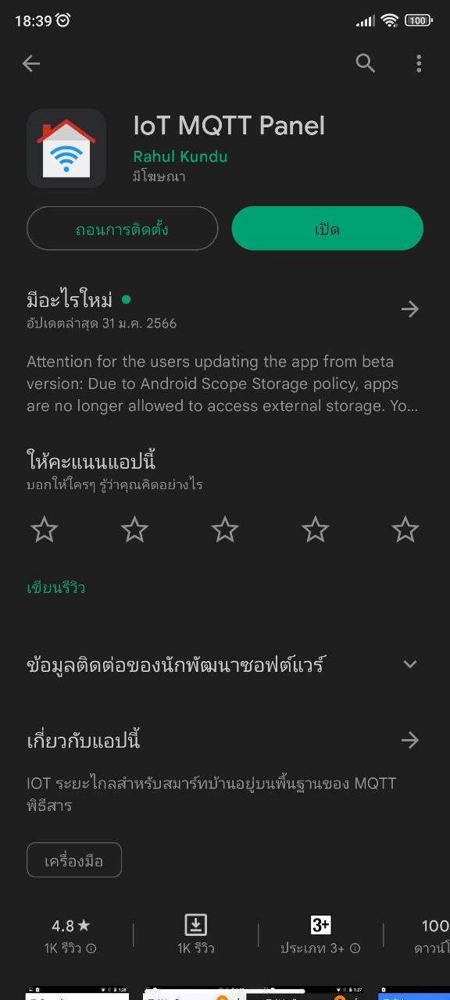 18:39
100
IoT MQTT Panel
Rahul Kundu
มีโฆษณา
ถอนการติดตั้ง
เปิด
มีอะไรใหม่
อัปเดตล่าสุด 31 ม.ค. 2566
Attention for the users updating the app from beta
version: Due to Android Scope Storage policy, apps
are no longer allowed to access external storage. Yo...
ให้คะแนนแอปนี้
บอกให้ใครๆ รู้ว่าคุณคิดอย่างไร
เขียนรีวิว
ข้อมูลติดต่อของนักพัฒนาซอฟต์แวร์
เกี่ยวกับแอปนี้
IOT ระยะไกลสำหรับสมาร์ทบ้านอยู่บนพื้นฐานของ MQTT
พิธีสาร
เครื่องมือ
4.8★ 3+ 100
1K รีวิว 1K รีวิว ประเภท 3+